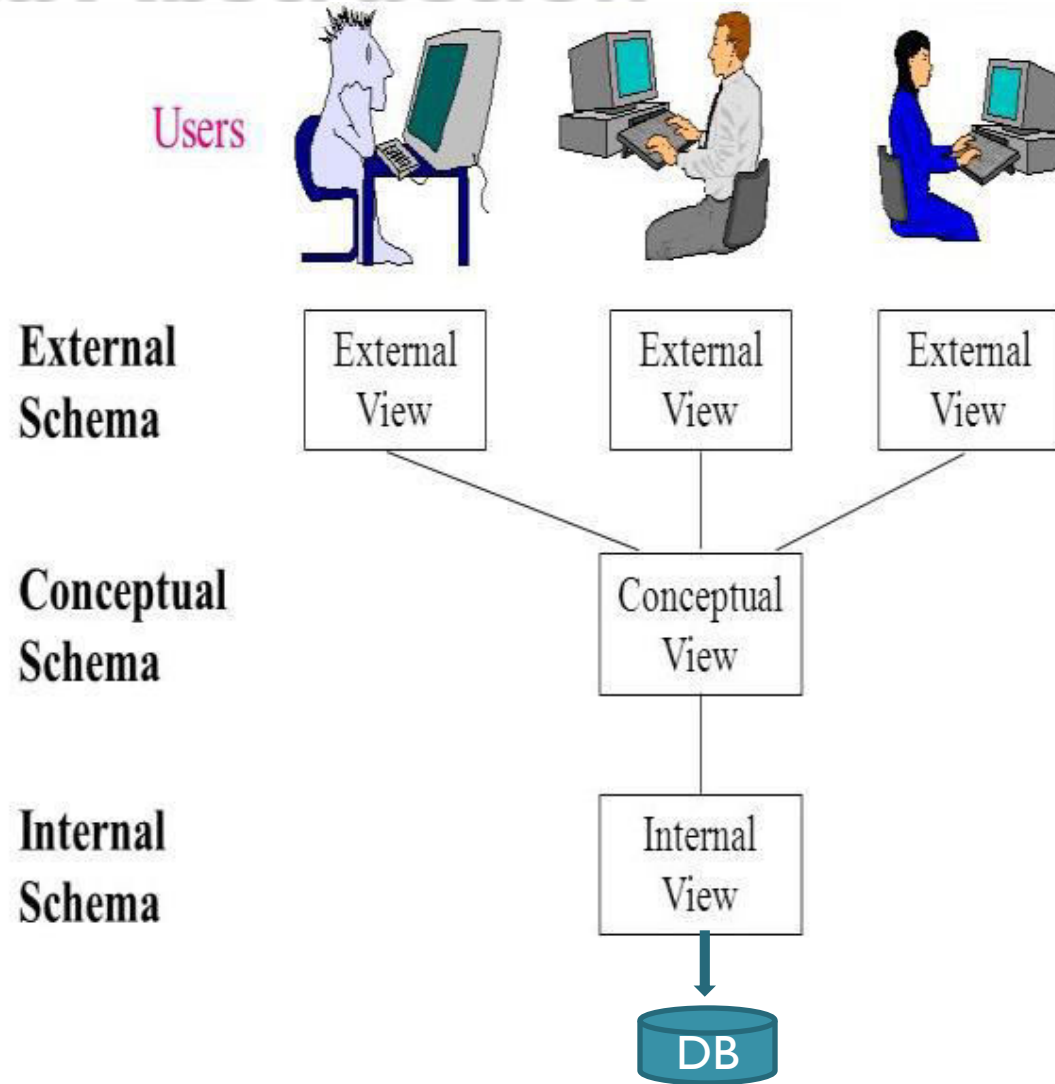 Users
External
Schema
External
View
External
View
External
View
Conceptual
Schema
Conceptual
View
Internal
Schema
Internal
View
DB